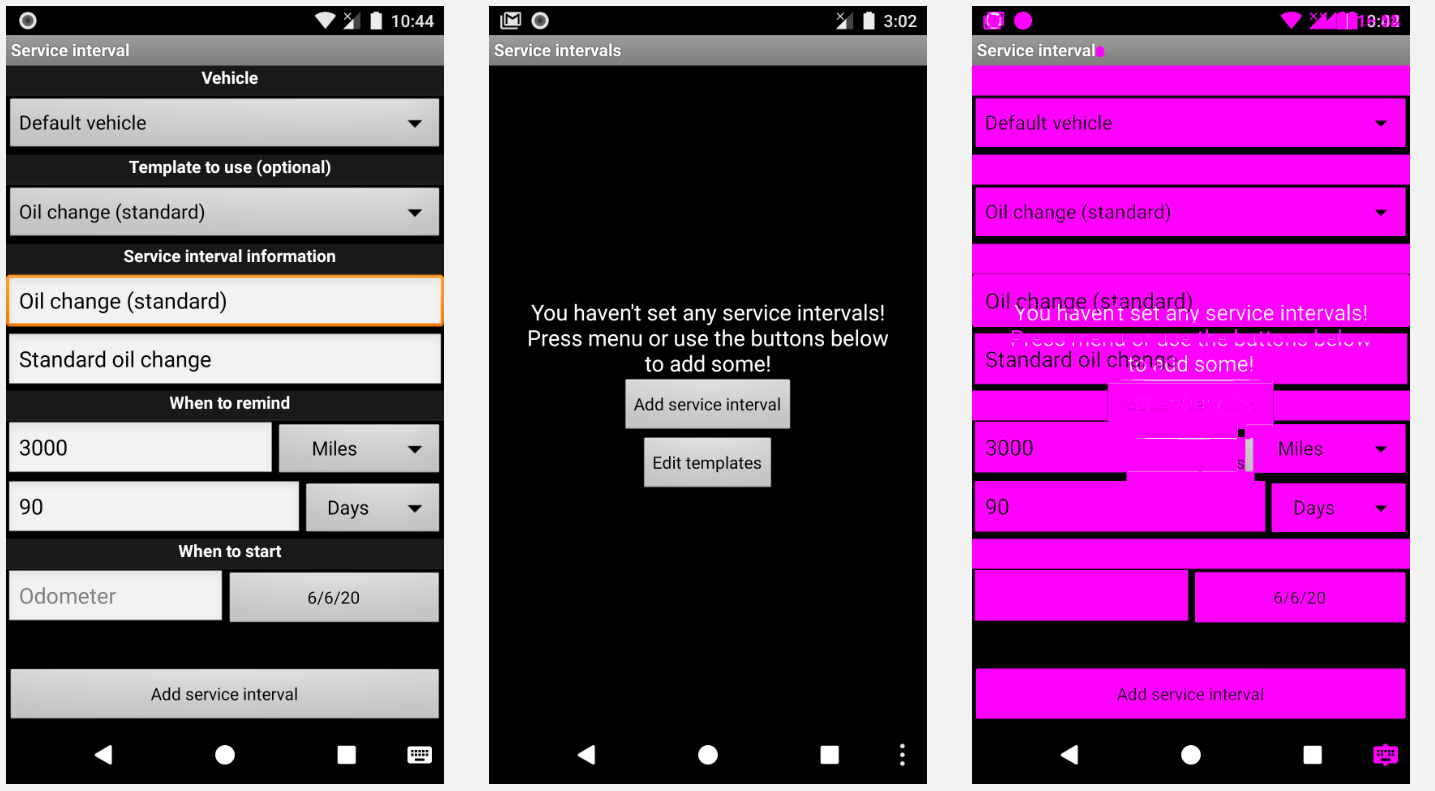 10:44
Service interval
Vehicle
Default vehicle
Template to use (optional)
Oil change (standard)
Service interval information
Oil change (standard)
Standard oil change
When to remind
3000
Miles
90
Days
When to start
Odometer
6/6/20
Add service interval
3:02
Service intervals
You haven't set any service intervals!
Press menu or use the buttons below
to add some!
Add service interval
Edit templates
Service intervals
Default vehicle
Oil change (standard)
Oil change (standard)
You haven't set any service intervals!
Press menu or use the buttons below
Standard oil change
to add some!
3000
s
Miles
90
Days
6/6/20
Add service interval